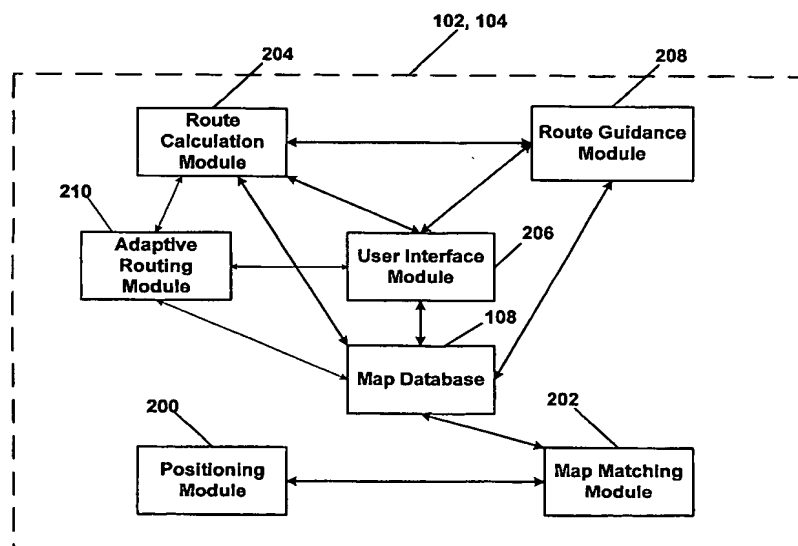 102, 104
204
208
Route
Calculation
Module
Route Guidance
Module
210
Adaptive
Routing
Module
User Interface
Module
206
108
Map Database
200
202
Positioning
Module
Map Matching
Module